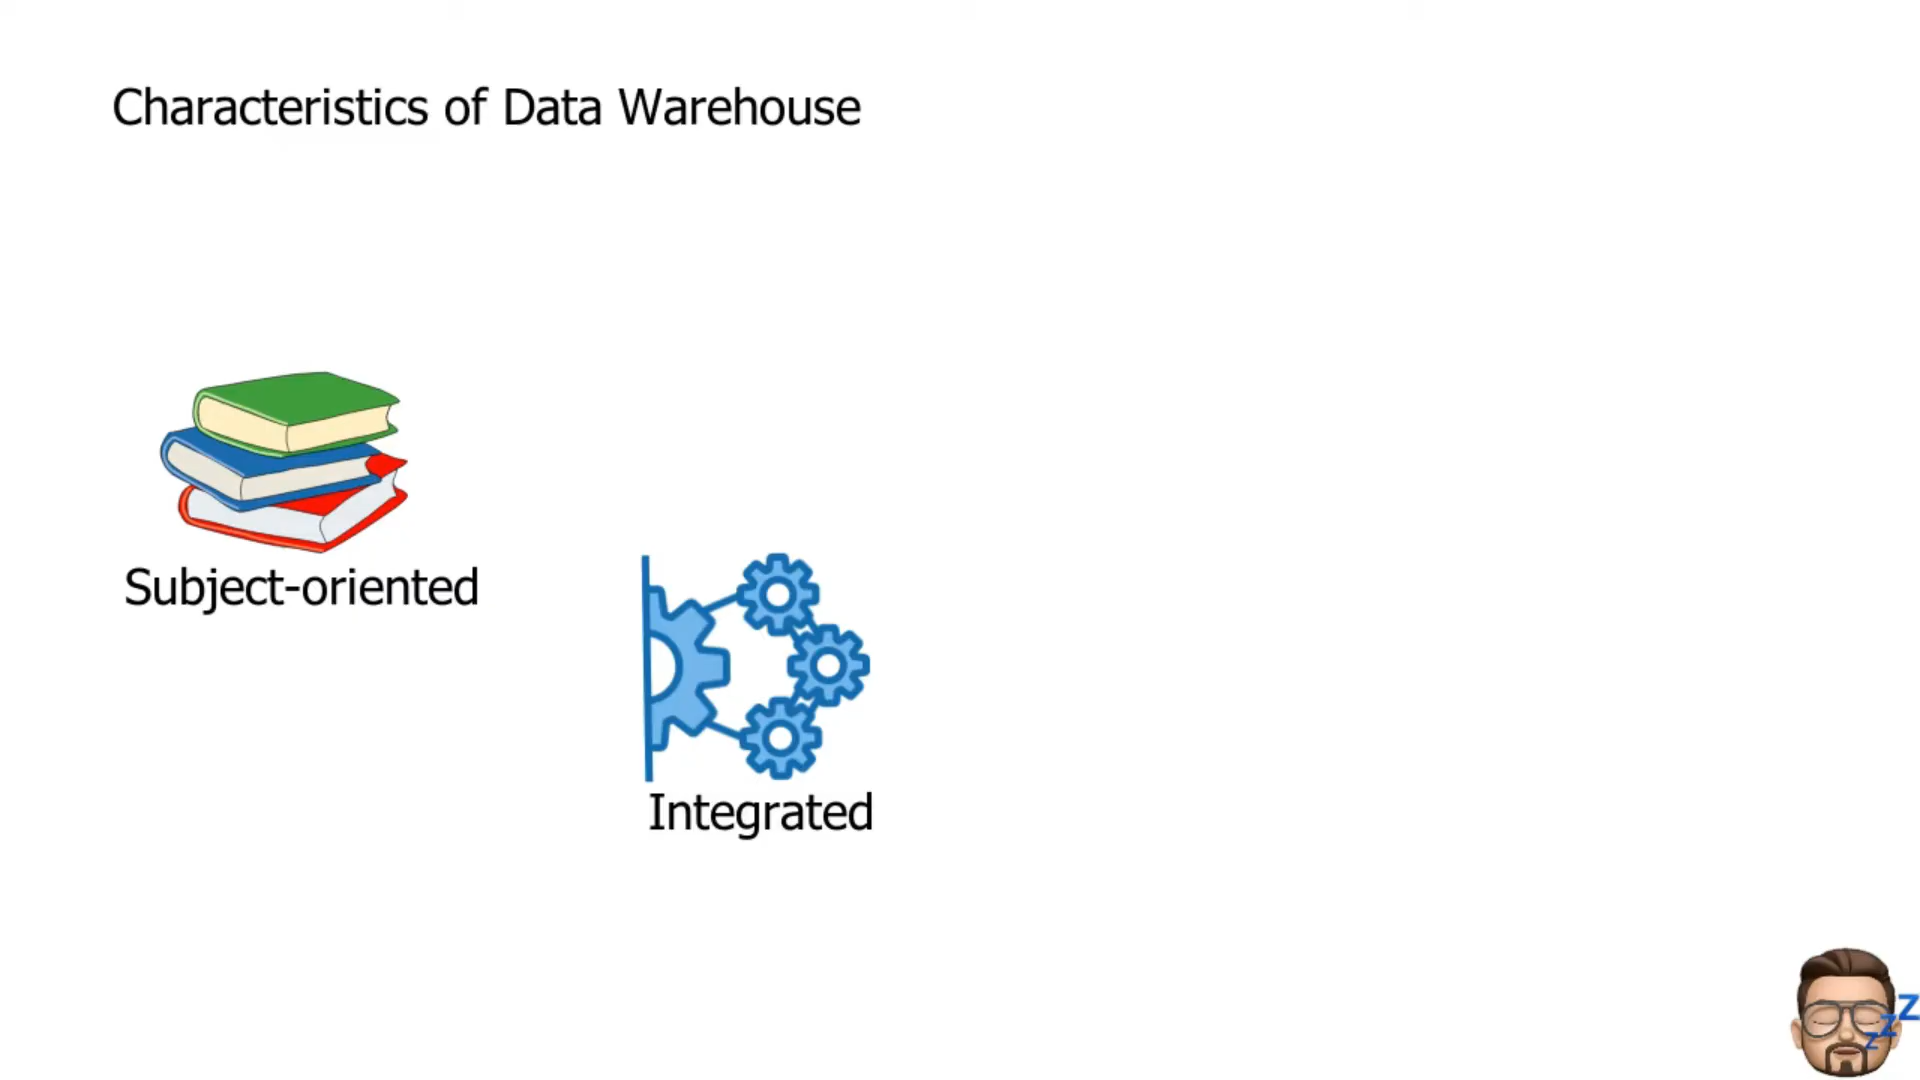 Characteristics of Data Warehouse
Subject-oriented
Integrated
z z Z